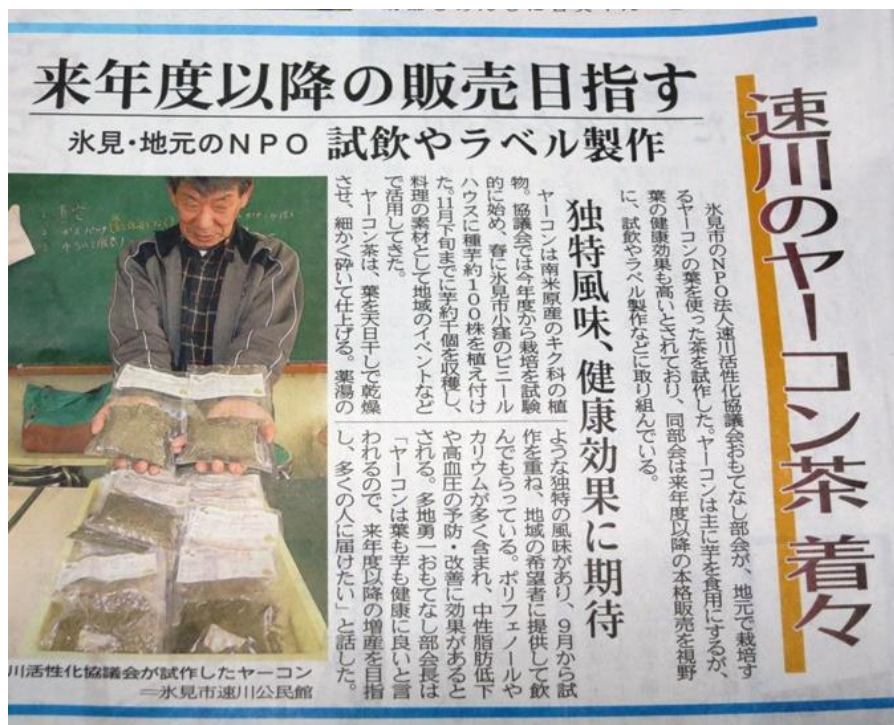 速川のヤーコン茶 着々
来年度以降の販売目指す
氷見・地元のNPO 試飲やラベル製作
独特風味、健康効果に期待
氷見市のNPO法人速川活性化協議会おもてなし部会が、地元で栽培す
るヤーコンの葉を使った茶を試作した。ヤーコンは主に芋を食用にするが、
葉の健康効果も高いとされており、同部会は来年度以降の本格販売を視野
に、試飲やラベル製作などに取り組んでいる。
ヤーコンは南米原産のキク科の植
物。協議会では今年度から栽培を試験
的に始め、春に氷見市小窪のビニール
ハウスに種芋約100株を植え付け
た。11月下旬までに芋約千個を収穫し、
料理の素材として地域のイベントなど
で活用してきた。
ヤーコン茶は、葉を天日干しで乾燥
させ、細かく砕いて仕上げる。薬湯の
ような独特の風味があり、9月から試
作を重ね、地域の希望者に提供して飲
んでもらっている。ポリフェノールや
カリウムが多く含まれ、中性脂肪低下
や高血圧の予防・改善に効果があると
される。多地勇一おもてなし部会長は
「ヤーコンは葉も芋も健康に良いと言
われるので、来年度以降の増産を目指
し、多くの人に届けたい」と話した。
川活性化協議会が試作したヤーコン
＝氷見市速川公民館